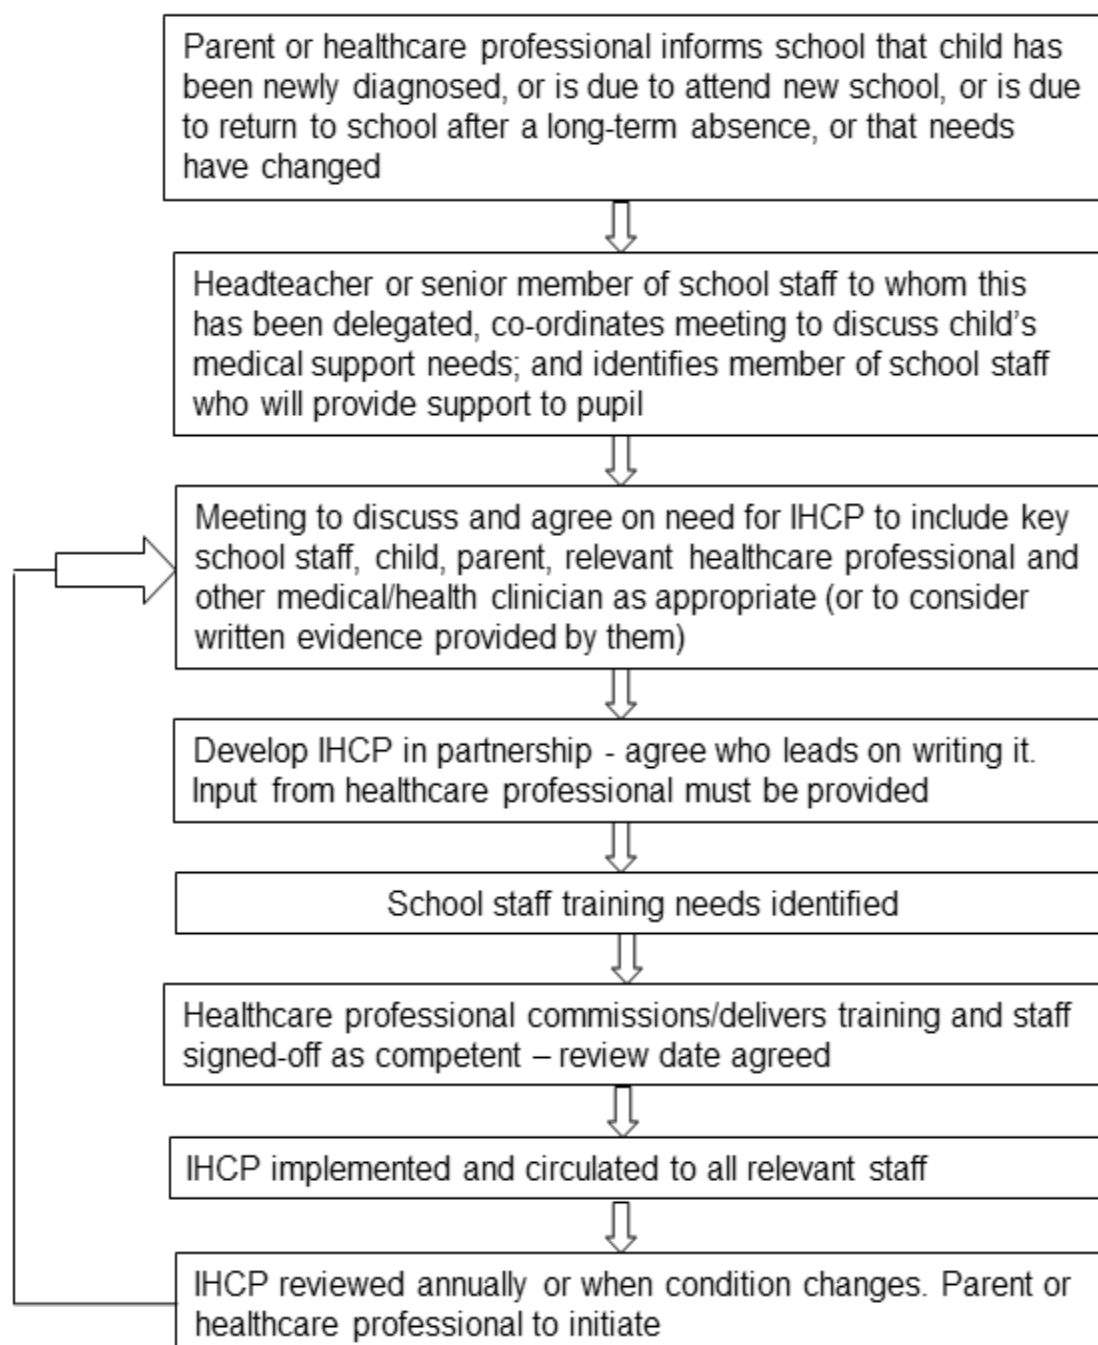 Parent or healthcare professional informs school that child has
been newly diagnosed, or is due to attend new school, or is due
to return to school after a long-term absence, or that needs
have changed
Headteacher or senior member of school staff to whom this
has been delegated, co-ordinates meeting to discuss child's
medical support needs; and identifies member of school staff
who will provide support to pupil
Meeting to discuss and agree on need for IHCP to include key
school staff, child, parent, relevant healthcare professional and
other medical/health clinician as appropriate (or to consider
written evidence provided by them)
Develop IHCP in partnership - agree who leads on writing it.
Input from healthcare professional must be provided
School staff training needs identified
Healthcare professional commissions/delivers training and staff
signed-off as competent – review date agreed
IHCP implemented and circulated to all relevant staff
IHCP reviewed annually or when condition changes. Parent or
healthcare professional to initiate